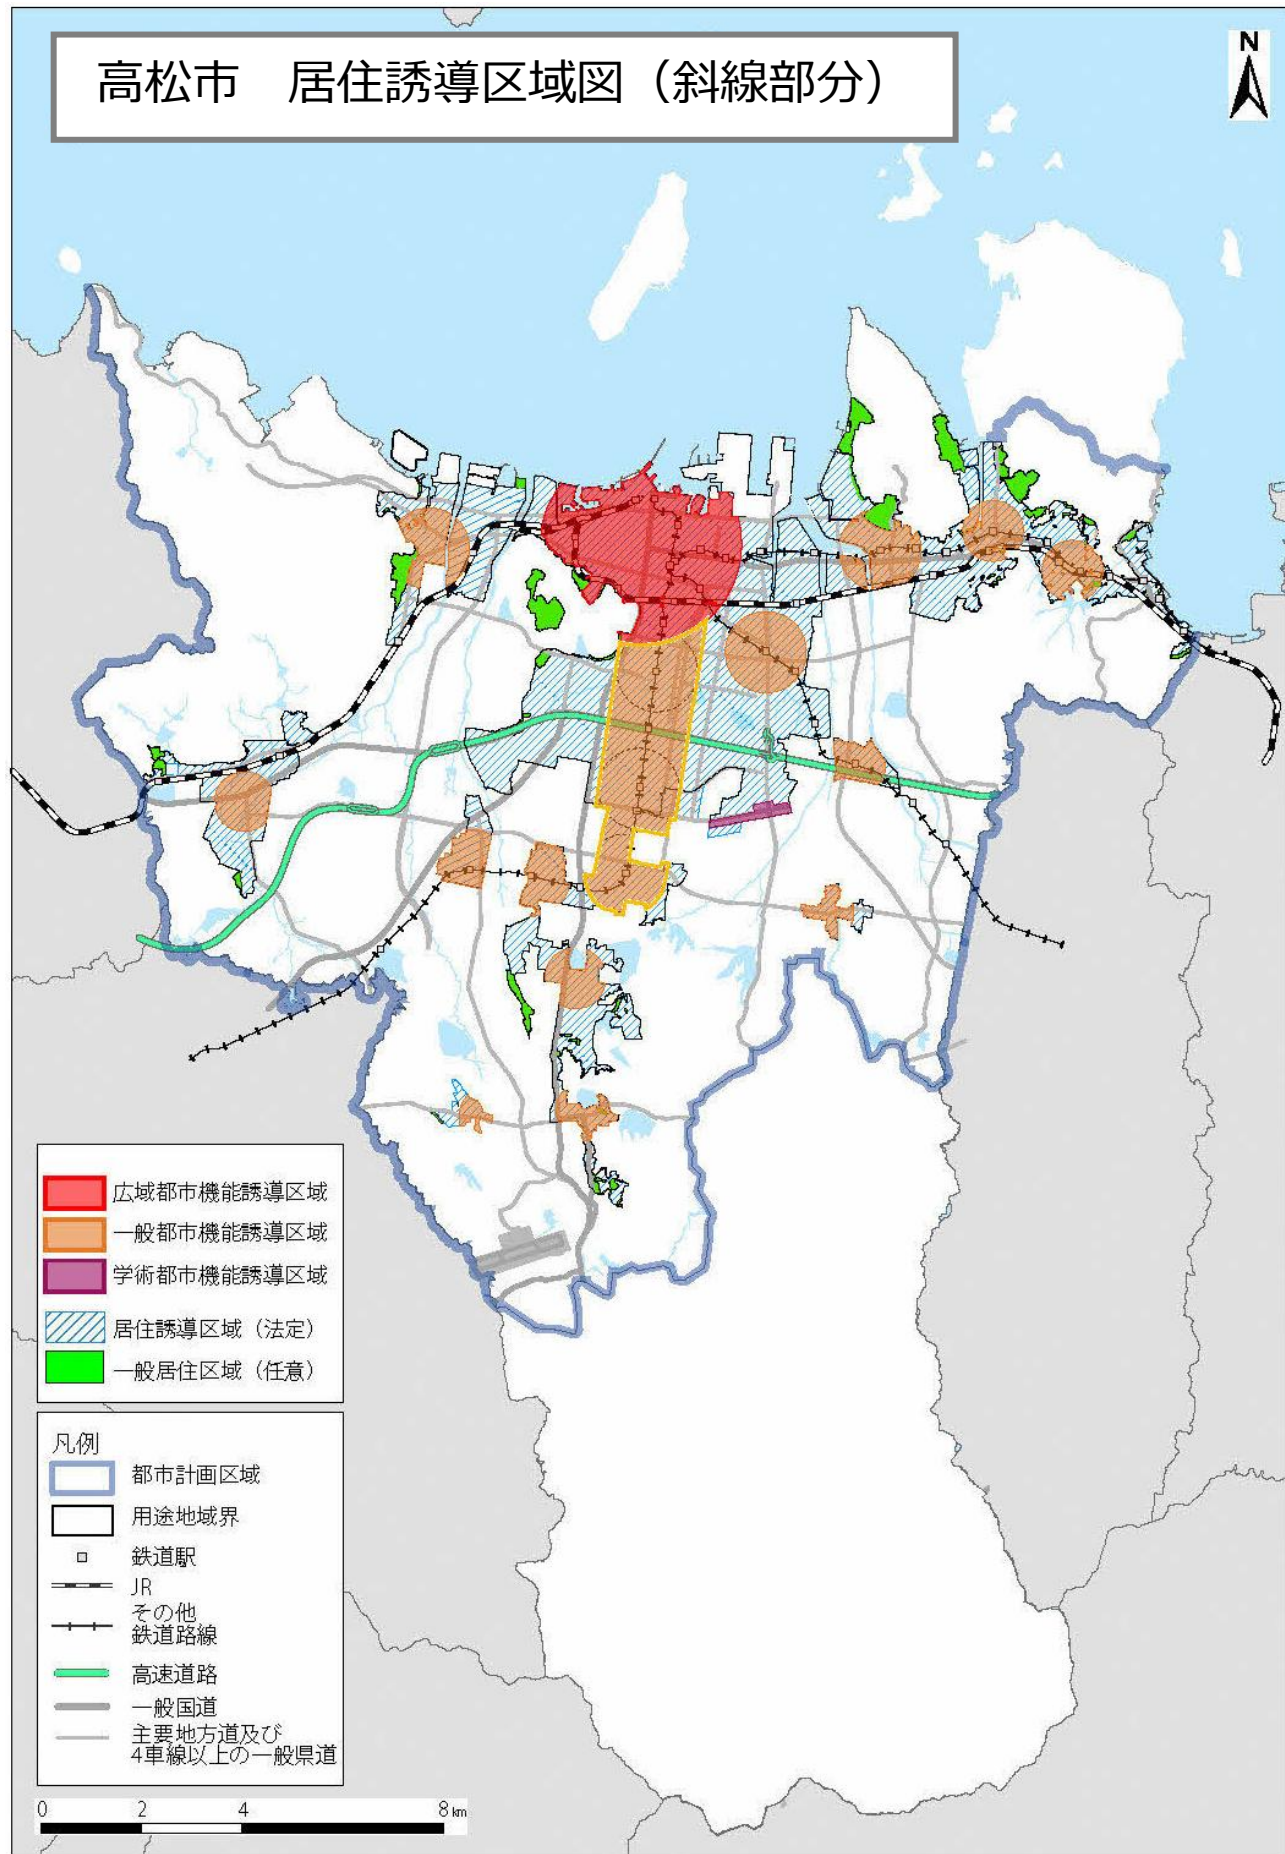 高松市　居住誘導区域図（斜線部分）
N
広域都市機能誘導区域
一般都市機能誘導区域
学術都市機能誘導区域
居住誘導区域（法定）
一般居住区域（任意）
凡例
都市計画区域
用途地域界
鉄道駅
JR
その他
鉄道路線
高速道路
一般国道
主要地方道及び
4車線以上の一般県道
0 2 4 8 km